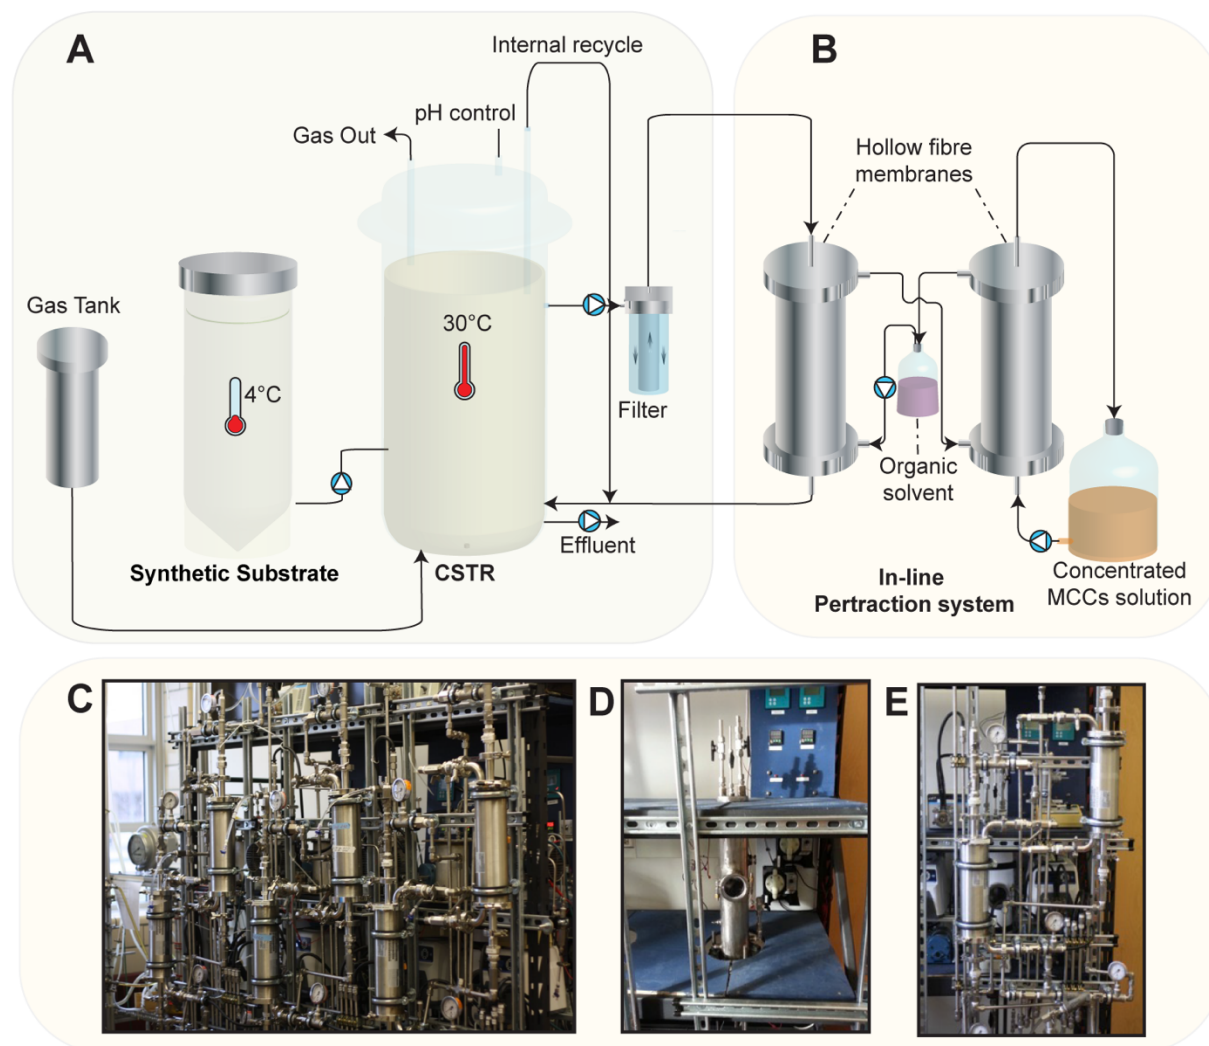 A
B
Internal recycle
pH control
Gas Out
Hollow fibre
membranes
Gas Tank
30°C
4°C
Filter
Organic
solvent
Effluent
Synthetic Substrate
CSTR
In-line
Pertraction system
Concentrated
MCCs solution
C
D
E